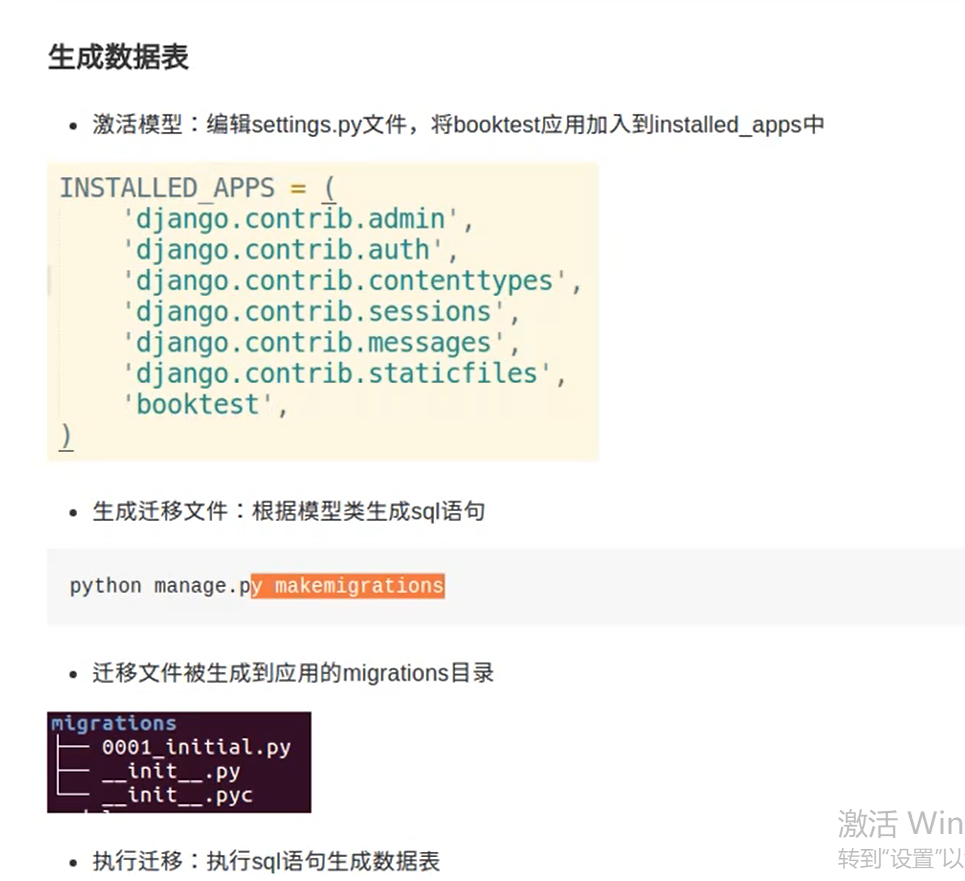 生成数据表
激活模型：编辑settings.py文件，将booktest应用加入到installed_apps中
INSTALLED_APPS = (
'django.contrib.admin',
'django.contrib.auth',
'django.contrib.contenttypes',
'django.contrib.sessions',
'django.contrib.messages',
'django.contrib.staticfiles',
'booktest',
)
生成迁移文件：根据模型类生成sql语句
python manage.py makemigrations
迁移文件被生成到应用的migrations目录
migrations
0001_initial.py
__init__.py
__init__.pyc
执行迁移：执行sql语句生成数据表
激活 Win
转到“设置”以